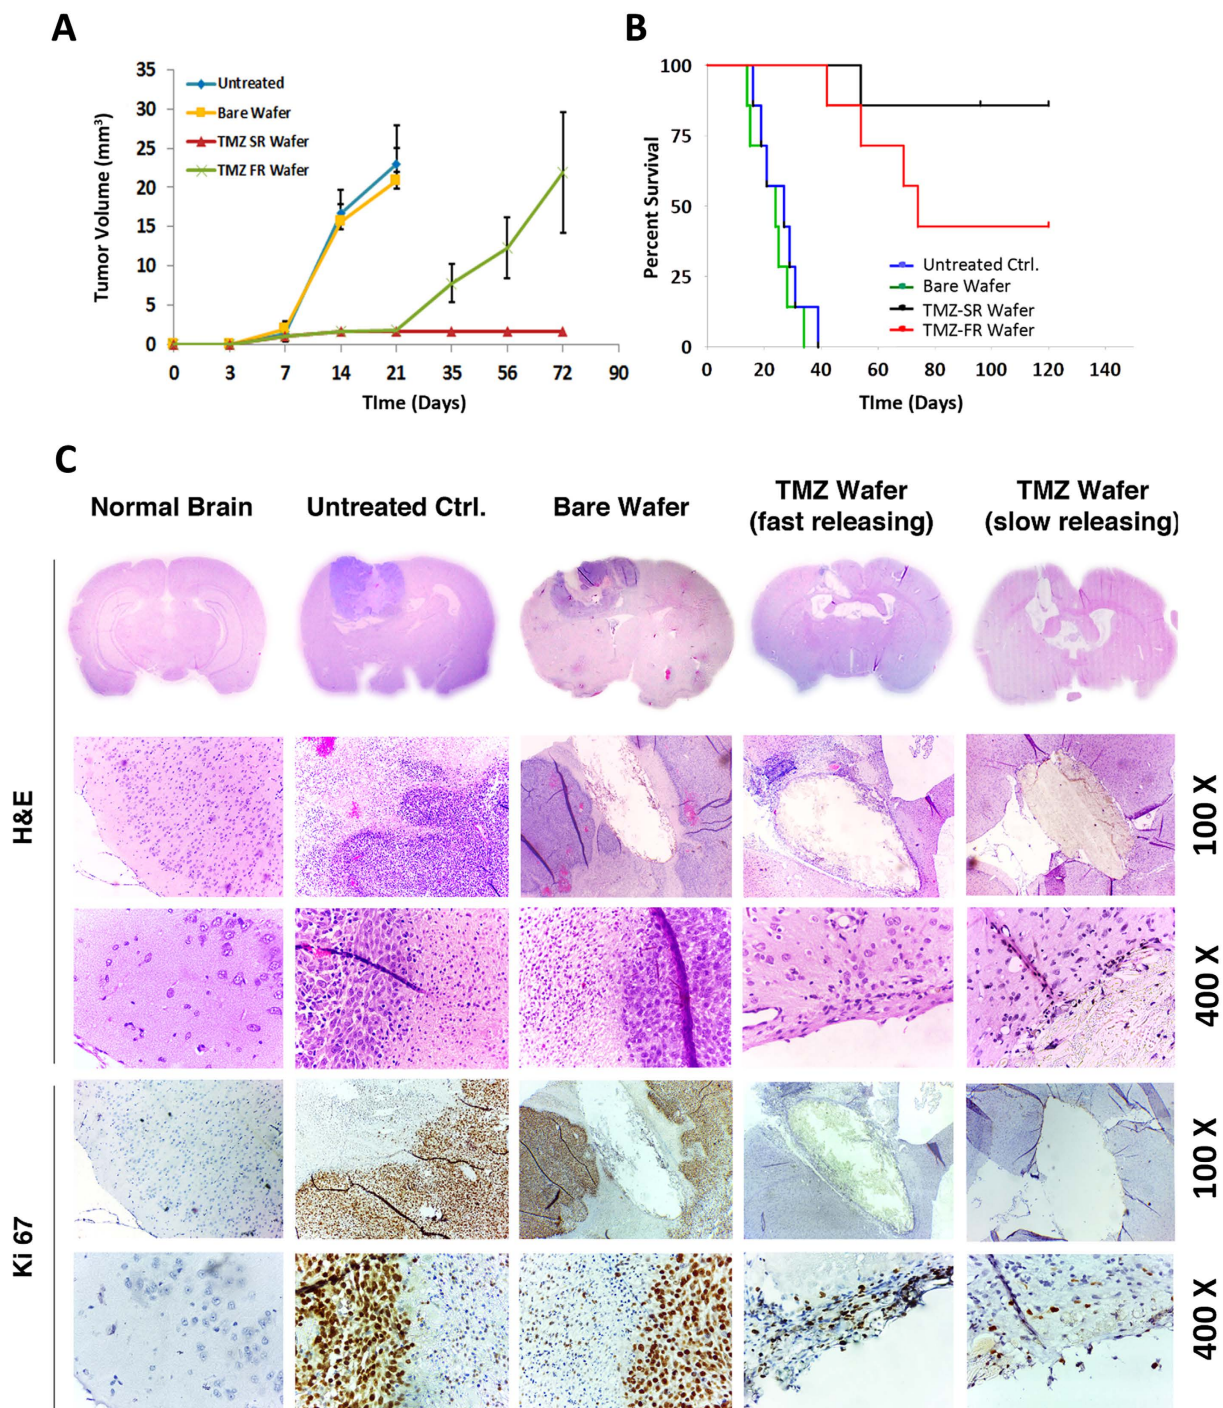 A
Tumor Volume (mm³)
35
30
25
20
15
10
5
0
Untreated
Bare Wafer
TMZ SR Wafer
TMZ FR Wafer
0 3 7 14 21 35 56 72 90
TIme (Days)
B
Percent Survival
100
75
50
25
0
Untreated Ctrl.
Bare Wafer
TMZ-SR Wafer
TMZ-FR Wafer
0 20 40 60 80 100 120 140
TIme (Days)
C
Normal Brain
Untreated Ctrl.
Bare Wafer
TMZ Wafer
(fast releasing)
TMZ Wafer
(slow releasing)
H&E
100 X
400 X
Ki 67
100 X
400 X